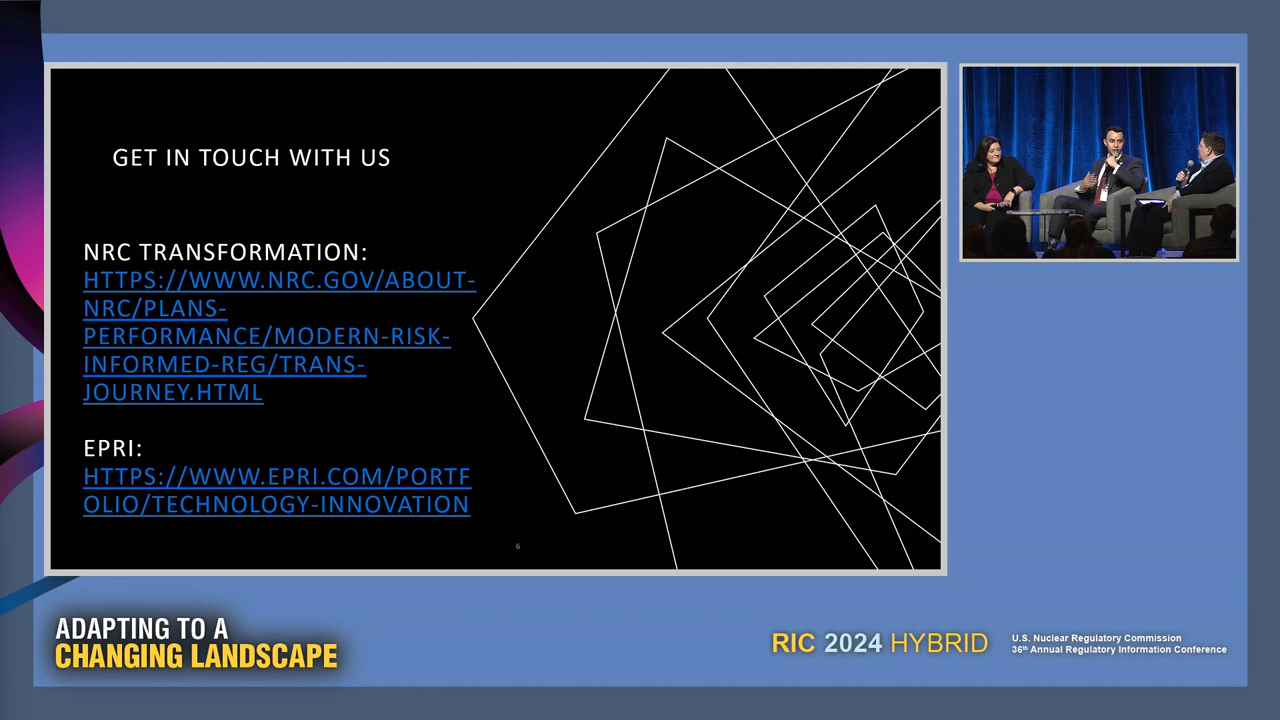 GET IN TOUCH WITH US
NRC TRANSFORMATION:
HTTPS://WWW.NRC.GOV/ABOUT-
NRC/PLANS-
PERFORMANCE/MODERN-RISK-
INFORMED-REG/TRANS-
JOURNEY.HTML
EPRI:
HTTPS://WWW.EPRI.COM/PORTF
OLIO/TECHNOLOGY-INNOVATION
6
ADAPTING TO A
CHANGING LANDSCAPE
RIC 2024 HYBRID
U.S. Nuclear Regulatory Commission
36th Annual Regulatory Information Conference